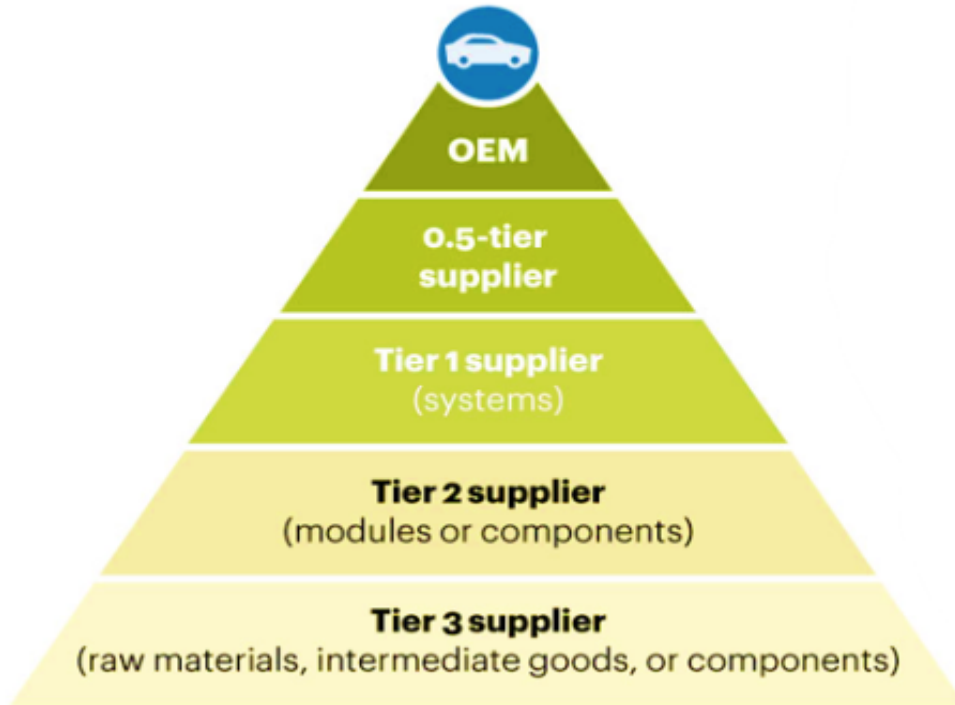 OEM
0.5-tier
supplier
Tier 1 supplier
(systems)
Tier 2 supplier
(modules or components)
Tier 3 supplier
(raw materials, intermediate goods, or components)